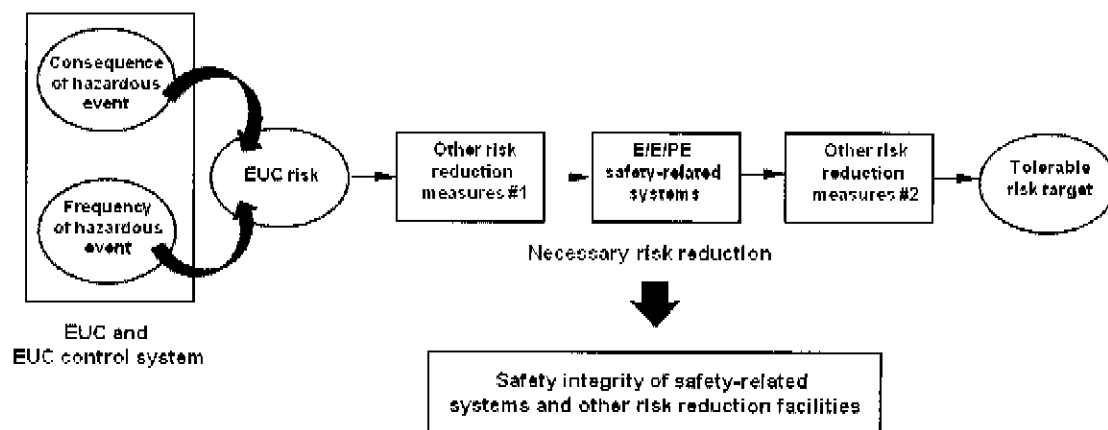 Consequence
of hazardous
event
Frequency
of hazardous
event
EUC and
EUC control system
EUC risk
Other risk
reduction
measures #1
E/E/PE
safety-related
systems
Other risk
reduction
measures #2
Tolerable
risk target
Necessary risk reduction
Safety integrity of safety-related
systems and other risk reduction facilities